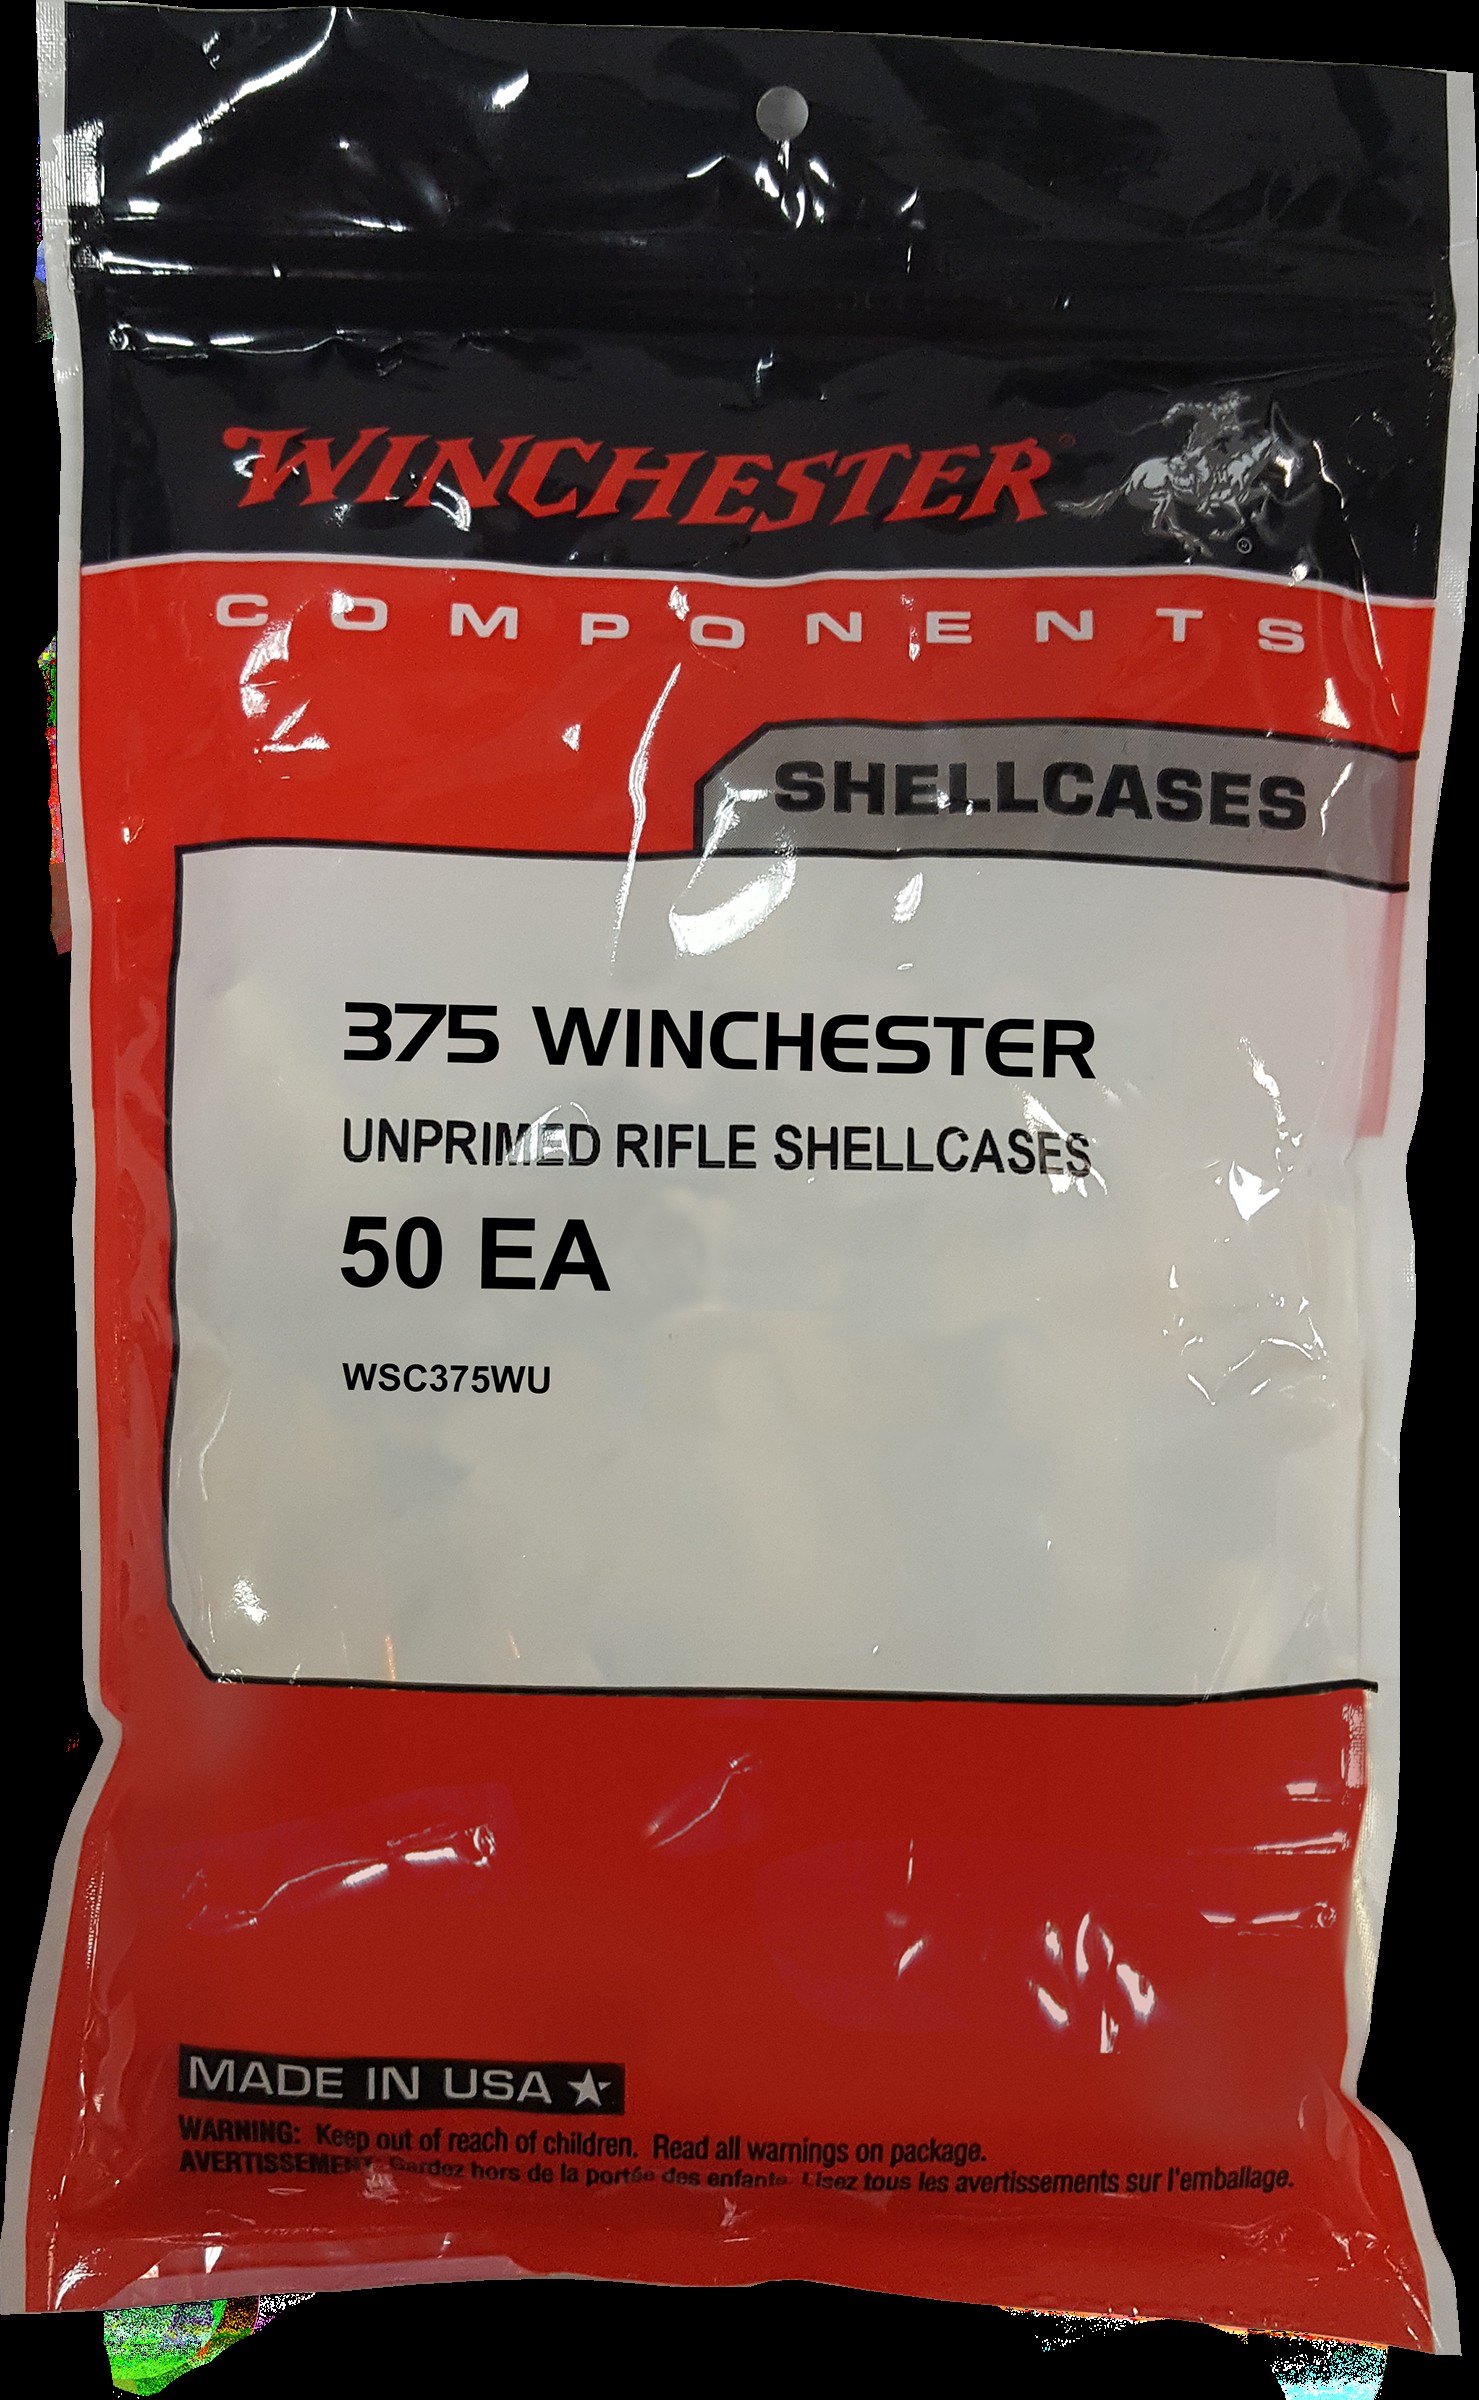 WINCHESTER®
COMPONENTS
SHELLCASES
375 WINCHESTER
UNPRIMED RIFLE SHELLCASES
50 EA
WSC375WU
MADE IN USA
WARNING: Keep out of reach of children. Read all warnings on package.
AVERTISSEMENT: Gardez hors de la portée des enfants. Lisez tous les avertissements sur l'emballage.